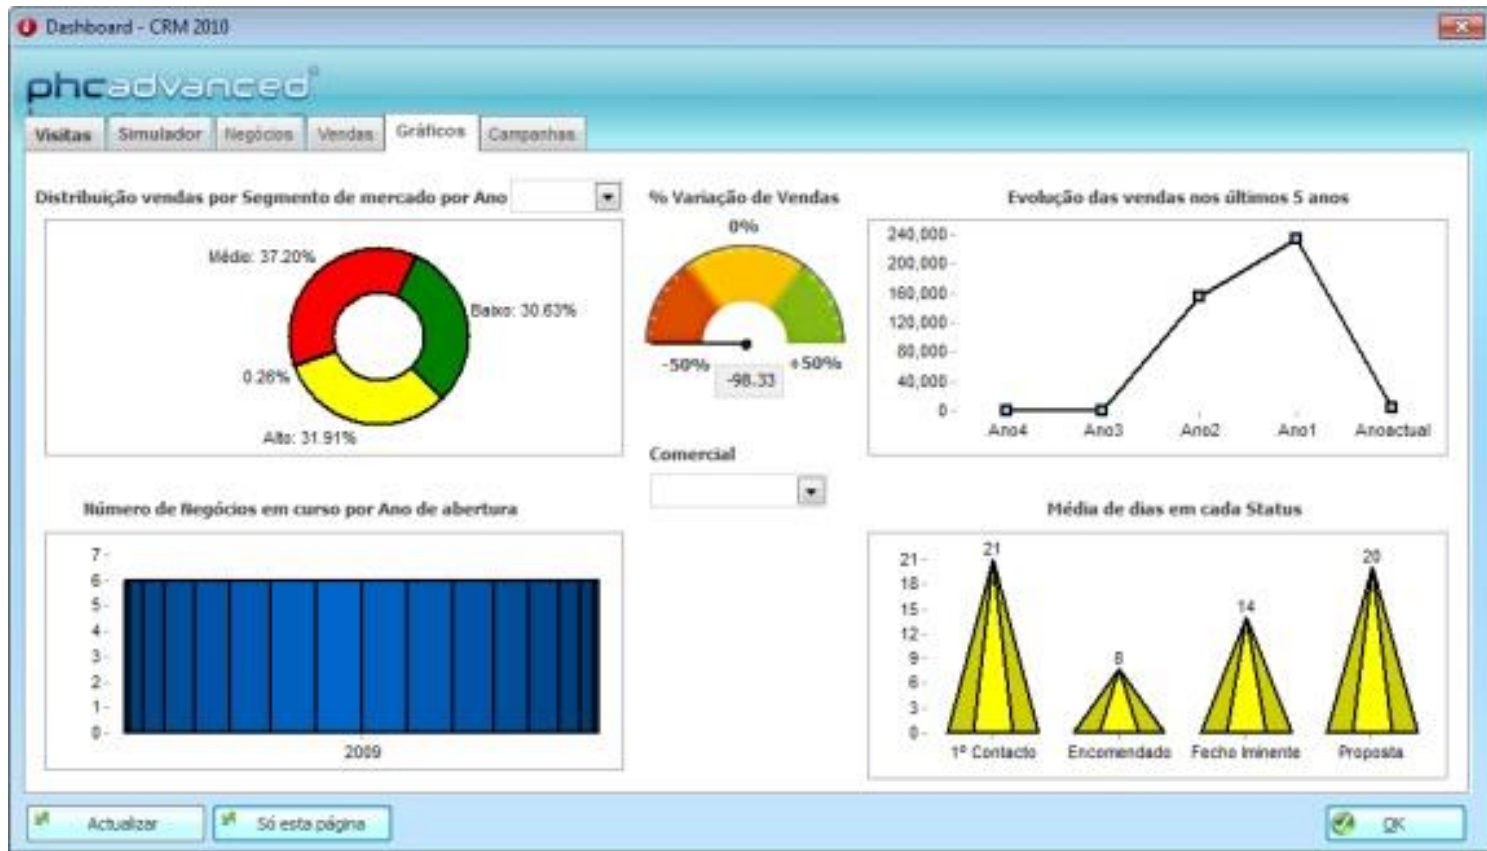 Dashboard - CRM 2010
phcadvanced
Visitas Simulador Negócios Vendas Gráficos Campanhas
Distribuição vendas por Segmento de mercado por Ano
Médio: 37.20%
Baixo: 30.63%
0.26%
Alto: 31.91%
% Variação de Vendas
0%
-50% +50%
-98.33
Comercial
Evolução das vendas nos últimos 5 anos
240,000
200,000
160,000
120,000
80,000
40,000
0
Ano4 Ano3 Ano2 Ano1 Anoactual
Número de Negócios em curso por Ano de abertura
7
6
5
4
3
2
1
0
2009
Média de dias em cada Status
21
18
15
12
9
6
3
0
21
14
20
1º Contacto Encomendado Fecho Iminente Proposta
Actualizar
Só esta página
OK